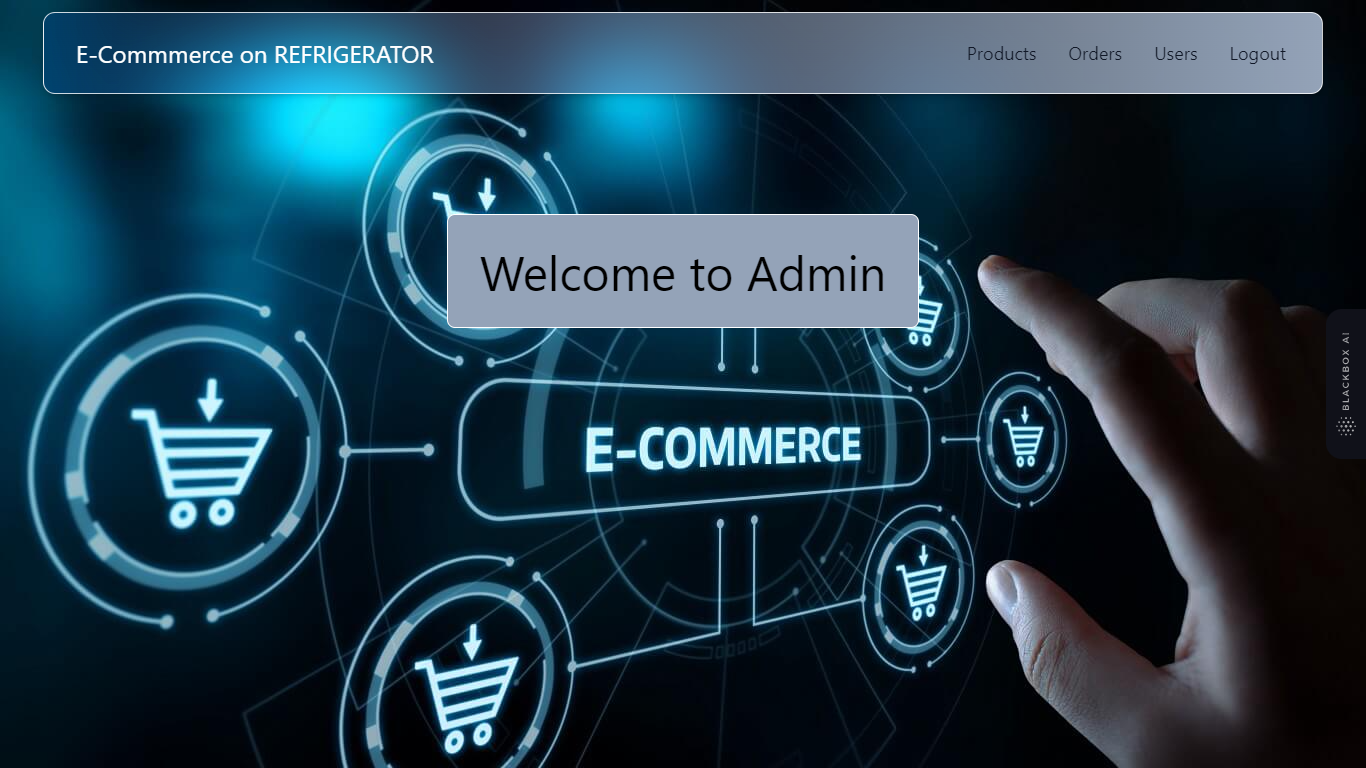 E-Commmerce on REFRIGERATOR
Products Orders Users Logout
Welcome to Admin
E-COMMERCE
BLACKBOX AI